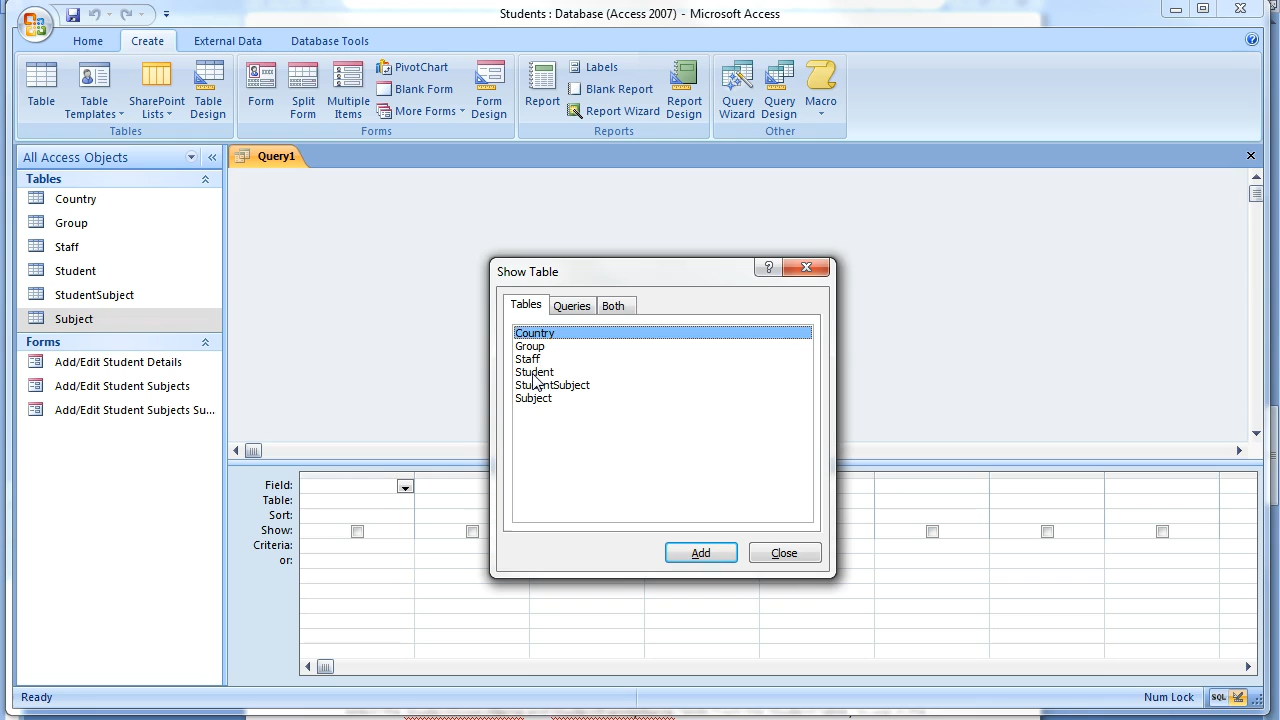 Students : Database (Access 2007) - Microsoft Access
Home
Create
External Data
Database Tools
Table
Table Templates
SharePoint Lists
Table Design
Tables
Form
Split Form
Multiple Items
PivotChart
Blank Form
More Forms
Form Design
Forms
Report
Labels
Blank Report
Report Wizard
Report Design
Reports
Query Wizard
Query Design
Macro
Other
All Access Objects
Tables
Country
Group
Staff
Student
StudentSubject
Subject
Forms
Add/Edit Student Details
Add/Edit Student Subjects
Add/Edit Student Subjects Su...
Query1
Show Table
Tables
Queries
Both
Country
Group
Staff
Student
StudentSubject
Subject
Add
Close
Field:
Table:
Sort:
Show:
Criteria:
or:
Ready
Num Lock
SQL